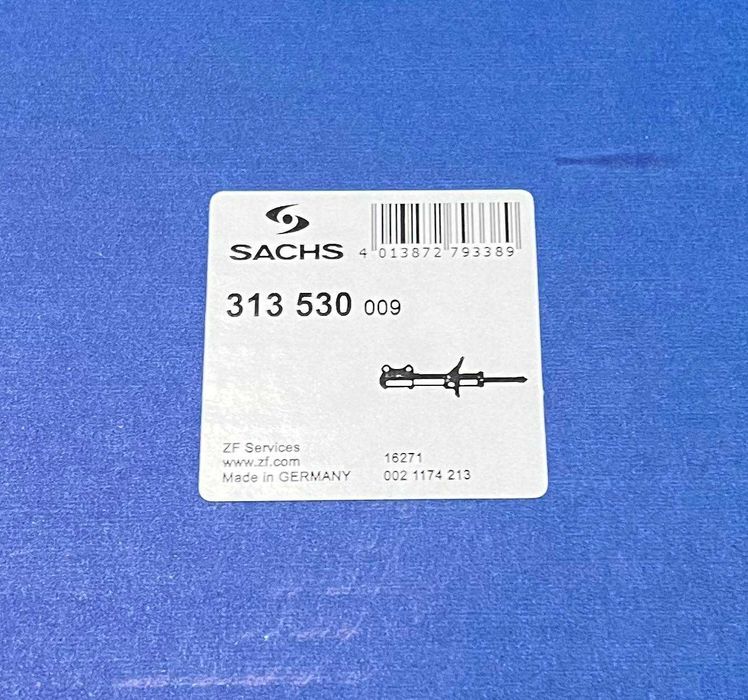 SACHS
4 013872 793389
313 530 009
ZF Services
www.zf.com
Made in GERMANY
16271
002 1174 213